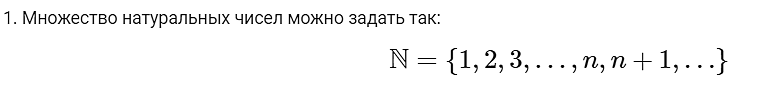 1. Множество натуральных чисел можно задать так:
ℕ = {1, 2, 3, . . . , n, n + 1, . . .}